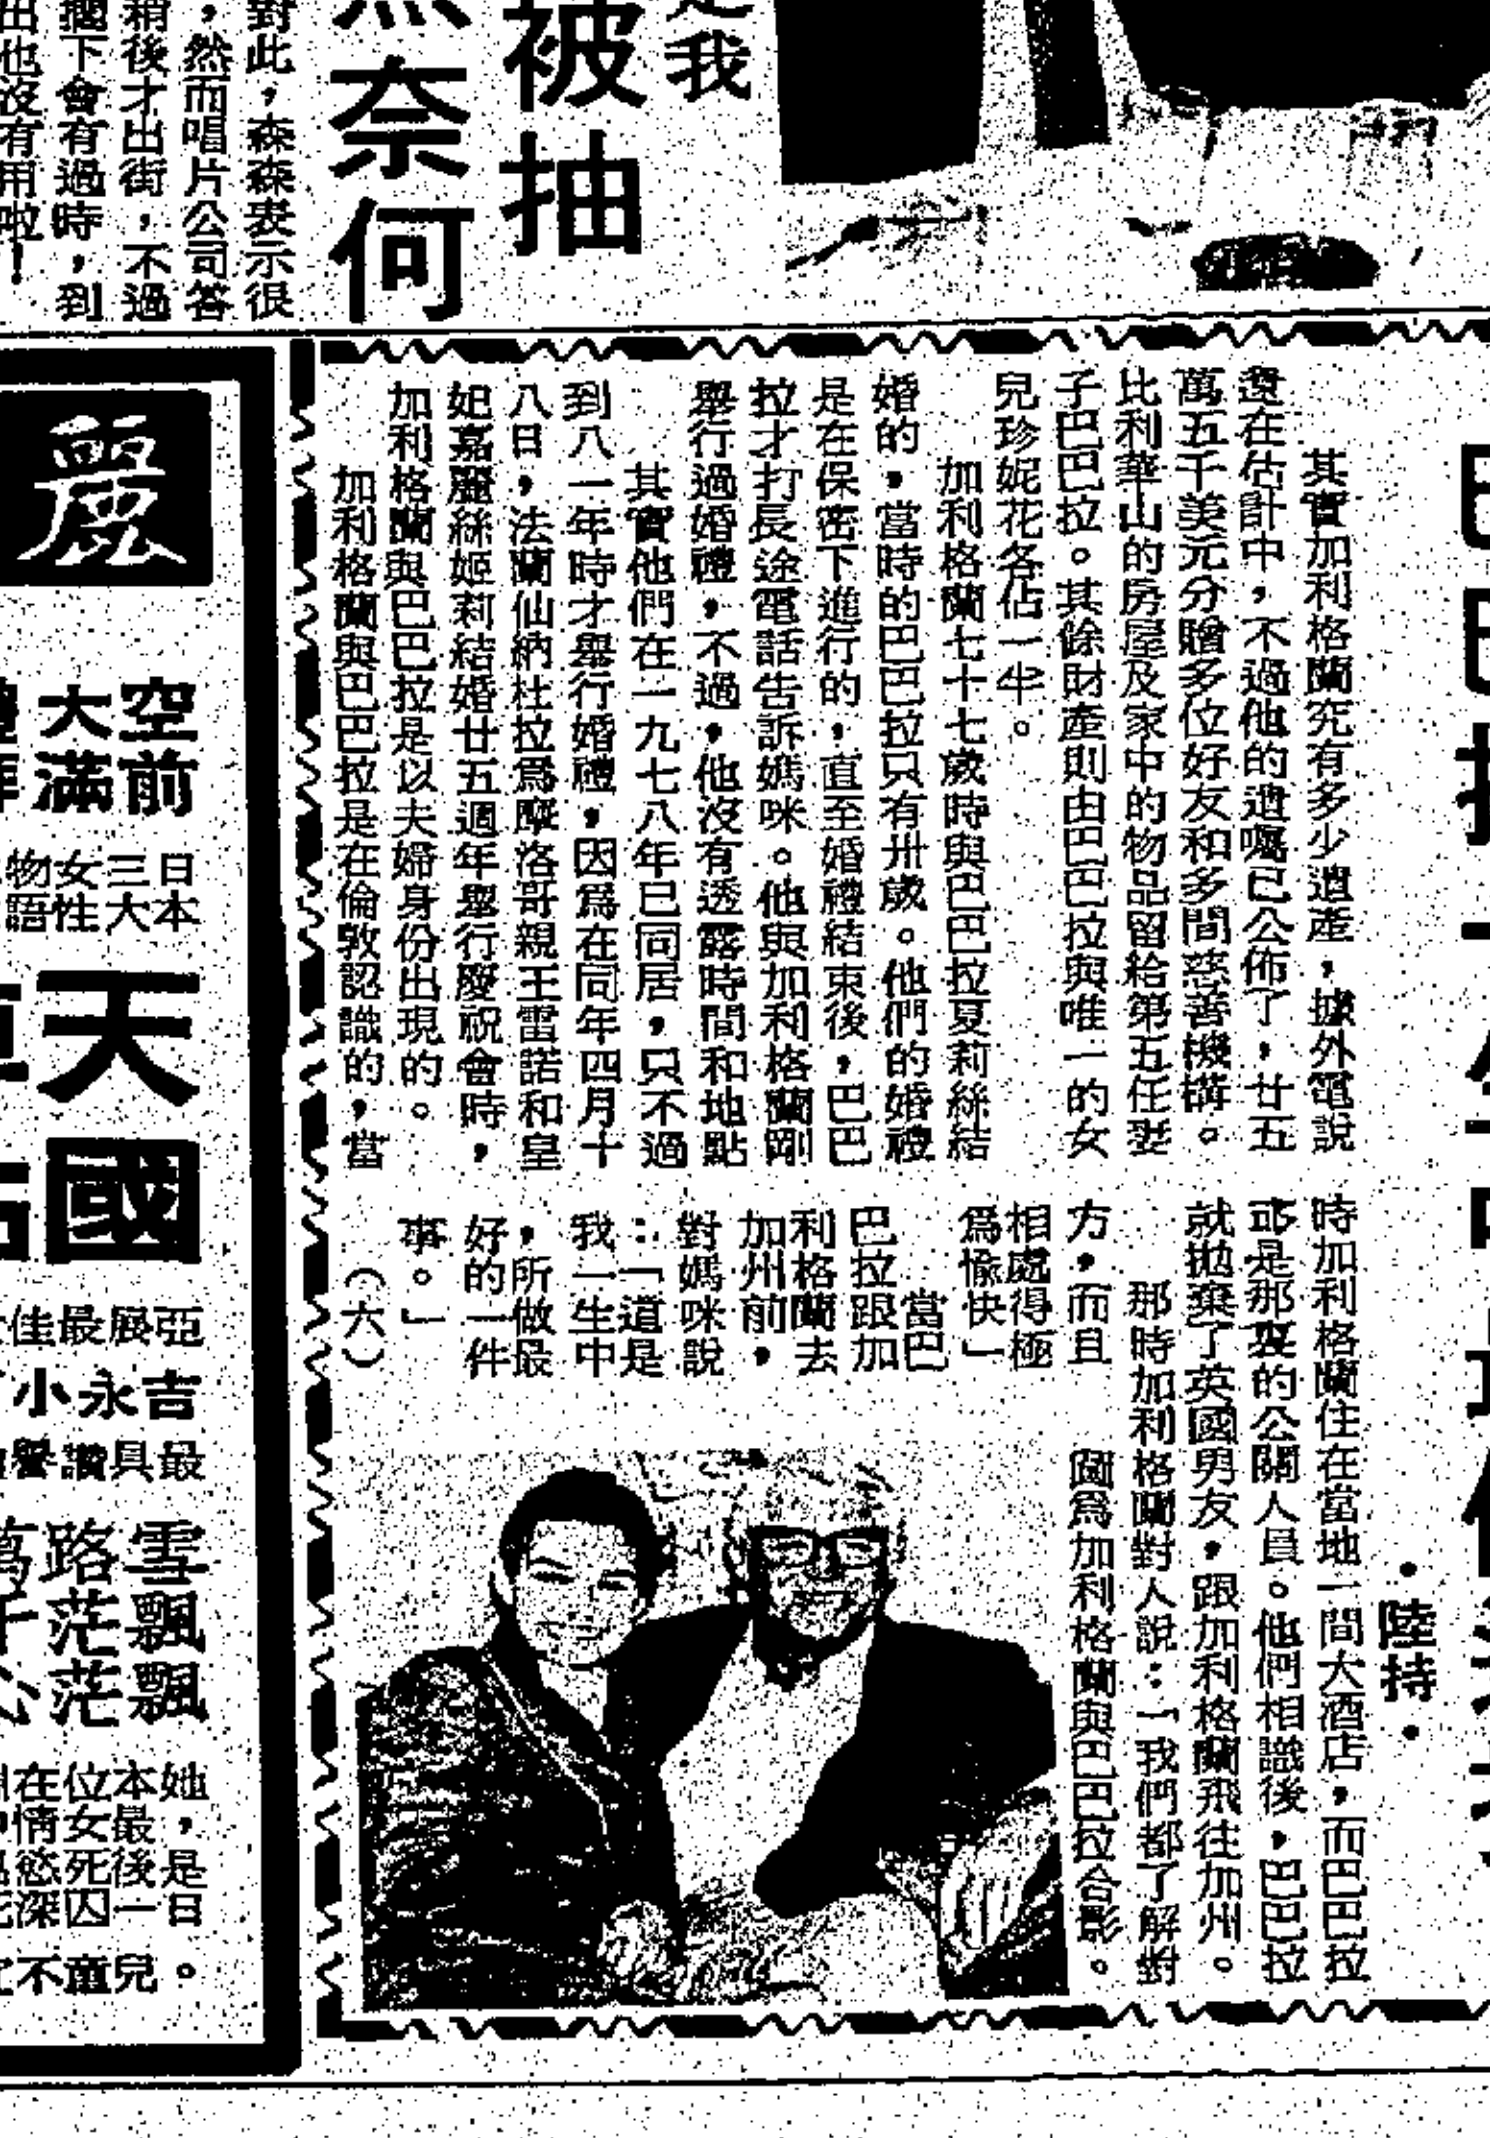 是我
被抽
奈何
對此，森森表示很
，然而唱片公司答
稍後才出街，不過
擱下會有過時，到
出也沒有用啦！
．陸持．
其實加利格蘭究有多少遺產，據外電說
還在估計中，不過他的遺囑已公佈了，廿五
萬五千美元分贈多位好友和多間慈善機構。
比利華山的房屋及家中的物品留給第五任妻
子巴巴拉。其餘財產則由巴巴拉與唯一的女
兒珍妮花各佔一半。
加利格蘭七十七歲時與巴巴拉夏莉絲結
婚的，當時的巴巴拉只有卅歲。他們的婚禮
是在保密下進行的，直至婚禮結束後，巴巴
拉才打長途電話告訴媽咪。他與加利格蘭剛
舉行過婚禮，不過，他沒有透露時間和地點
其實他們在一九七八年已同居，只不過
到八一年時才舉行婚禮，因為在同年四月十
八日，法蘭仙納杜拉為摩洛哥親王雷諾和皇
妃嘉麗絲姬莉結婚廿五週年舉行慶祝會時，
加利格蘭與巴巴拉是以夫婦身份出現的。
加利格蘭與巴巴拉是在倫敦認識的，當
時加利格蘭住在當地一間大酒店，而巴巴拉
正是那裏的公關人員。他們相識後，巴巴拉
就拋棄了英國男友，跟加利格蘭飛往加州。
那時加利格蘭對人說：「我們都了解對
方，而且
相處得極
為愉快」
當巴
巴拉跟加
利格蘭去
加州前，
對媽咪說
：「這是
我一生中
，所做最
好的一件
事。」
（六）
圖為加利格蘭與巴巴拉合影。
麗
空前
大滿
日本
三大
女性
物語
天國
亞展最佳
吉永小
最具讚譽
雪飄飄
路茫茫
她，是日
本最後一
位女死囚
在情慾深
兒童不宜。